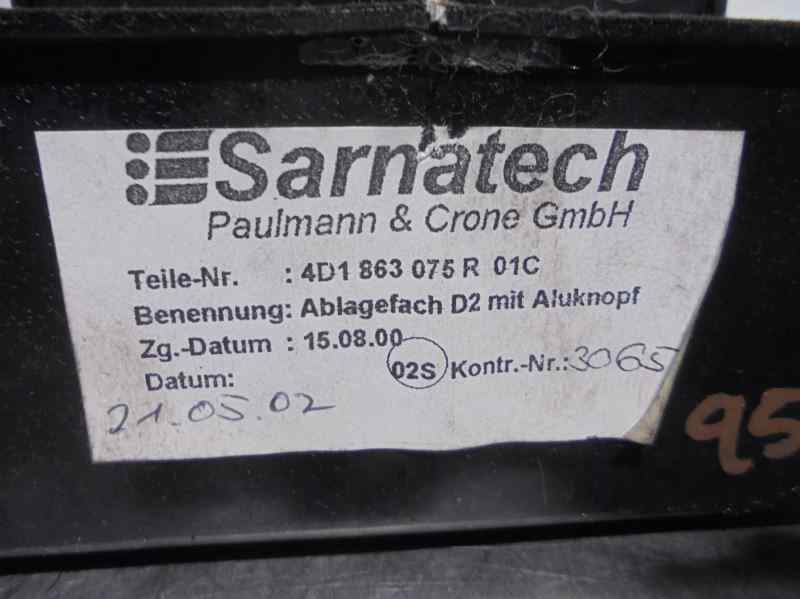 Sarnatech
Paulmann & Crone GmbH
Teile-Nr. : 4D1 863 075 R 01C
Benennung: Ablagefach D2 mit Aluknopf
Zg.-Datum : 15.08.00
02S Kontr.-Nr.: 3065
Datum:
21.05.02
95